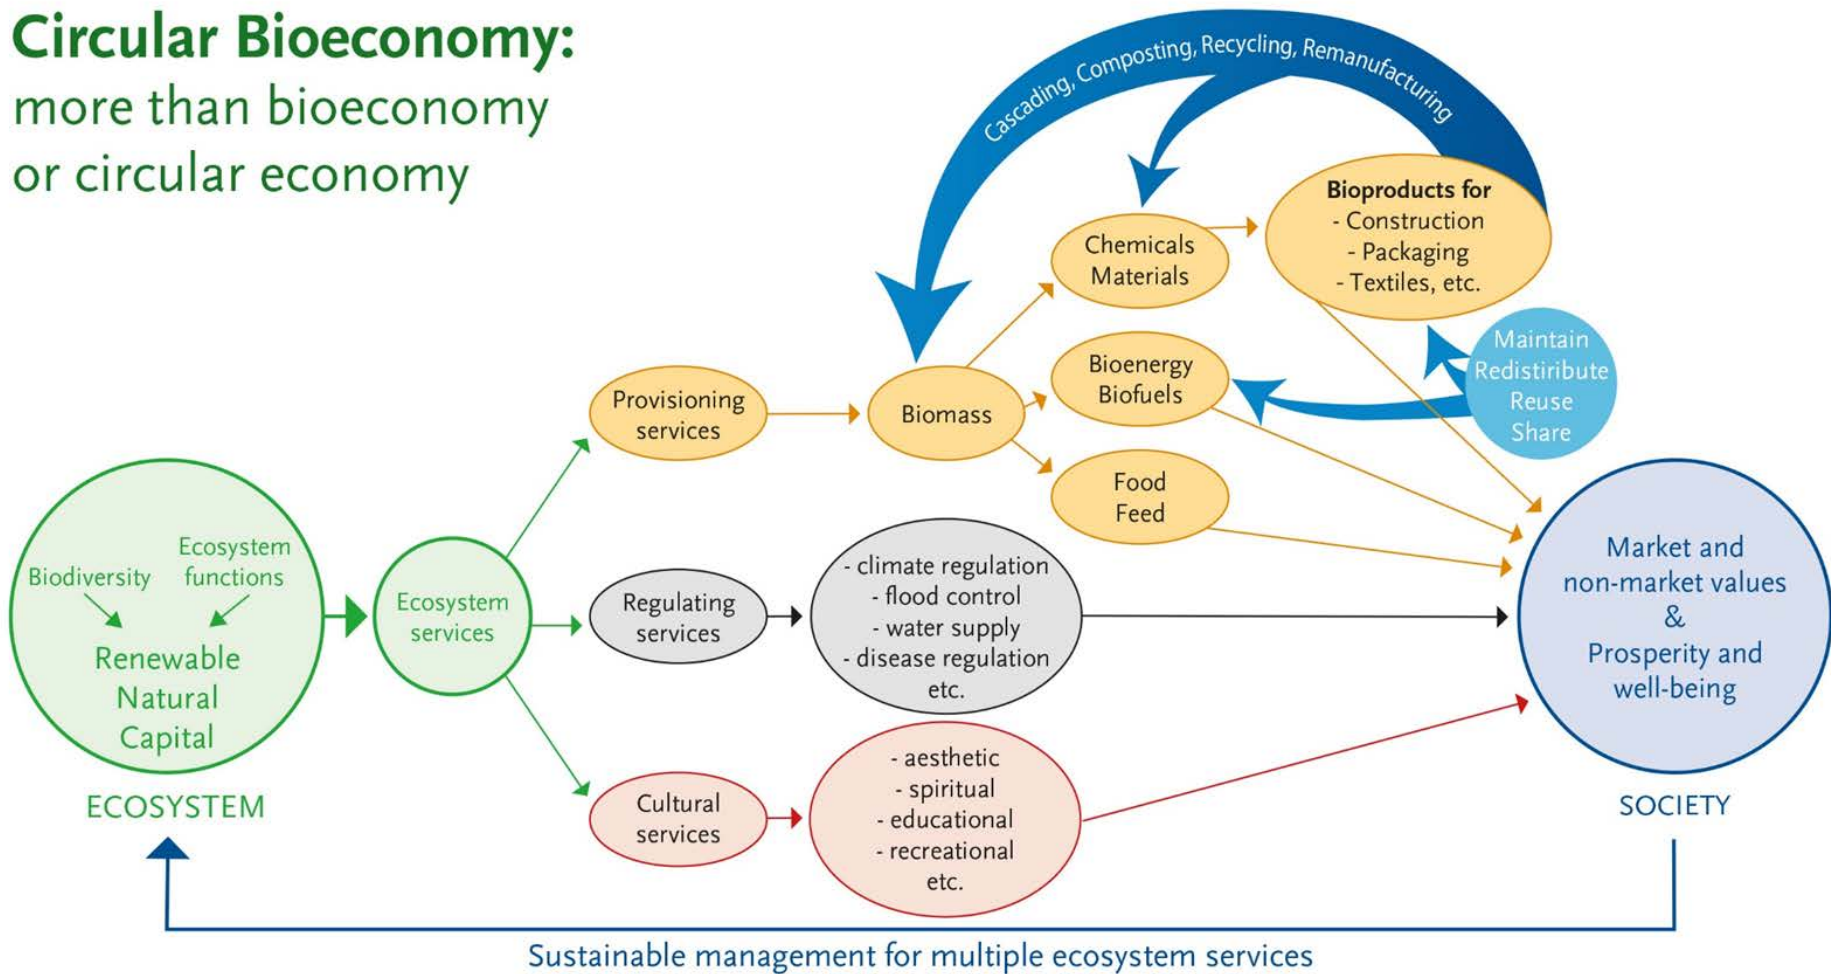 Circular Bioeconomy:
more than bioeconomy
or circular economy
Cascading, Composting, Recycling, Remanufacturing
Bioproducts for
- Construction
- Packaging
- Textiles, etc.
Chemicals
Materials
Maintain
Redistiribute
Reuse
Share
Bioenergy
Biofuels
Provisioning
services
Biomass
Food
Feed
Biodiversity
Ecosystem
functions
Renewable
Natural
Capital
ECOSYSTEM
Ecosystem
services
Regulating
services
- climate regulation
- flood control
- water supply
- disease regulation
etc.
Cultural
services
- aesthetic
- spiritual
- educational
- recreational
etc.
Market and
non-market values
&
Prosperity and
well-being
SOCIETY
Sustainable management for multiple ecosystem services